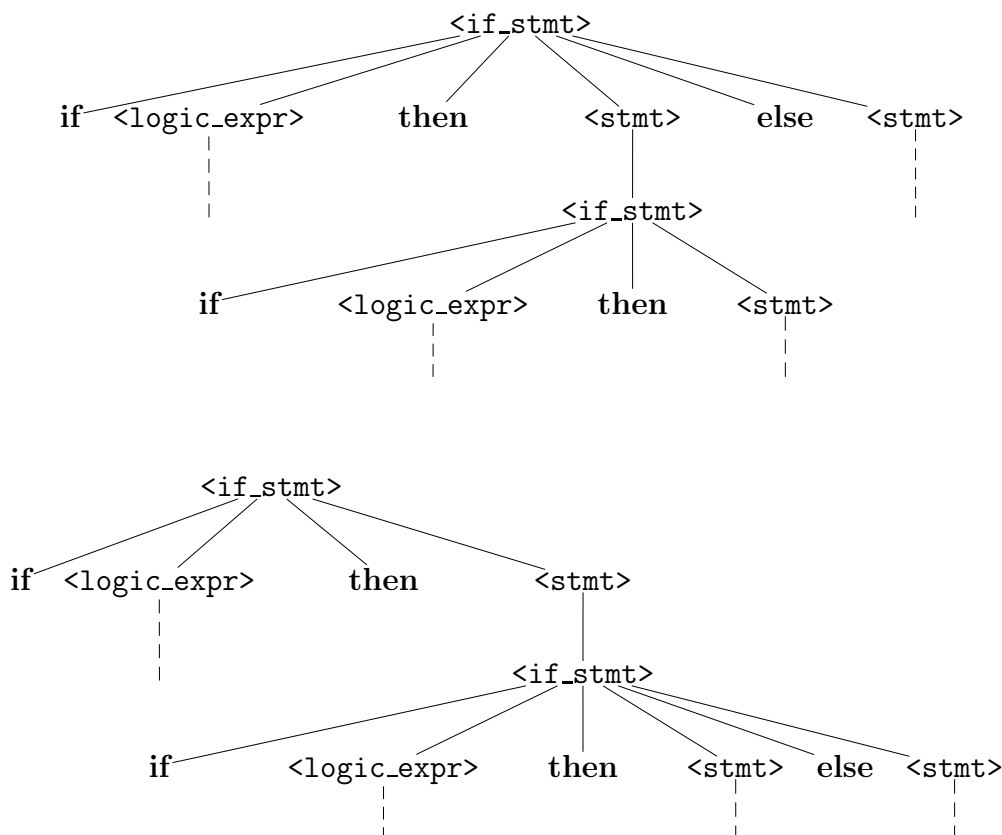 <if_stmt>
if <logic_expr> then <stmt> else <stmt>
<if_stmt>
if <logic_expr> then <stmt>
<if_stmt>
if <logic_expr> then <stmt>
<if_stmt>
if <logic_expr> then <stmt> else <stmt>